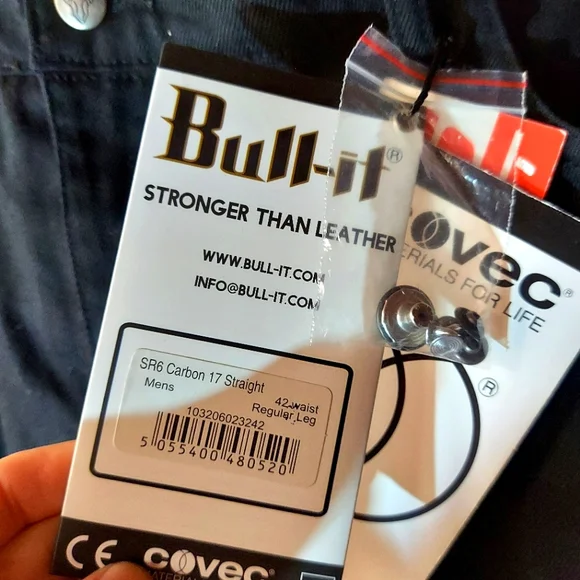 Bull-it®
STRONGER THAN LEATHER
WWW.BULL-IT.COM
INFO@BULL-IT.COM
SR6 Carbon 17 Straight
Mens
42 waist
Regular Leg
103206023242
5 055400 480520
CE covec®
covec®
ERIALS FOR LIFE
®